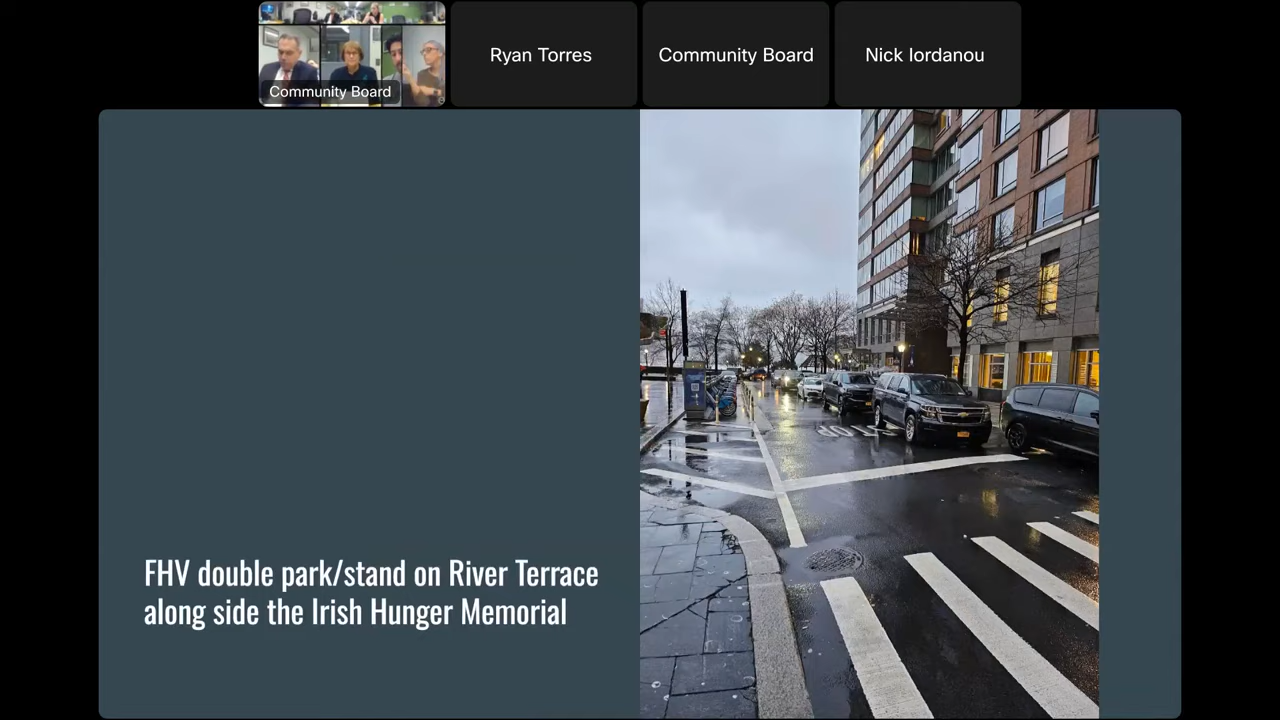 Community Board
Ryan Torres
Community Board
Nick Iordanou
FHV double park/stand on River Terrace
along side the Irish Hunger Memorial
STOP